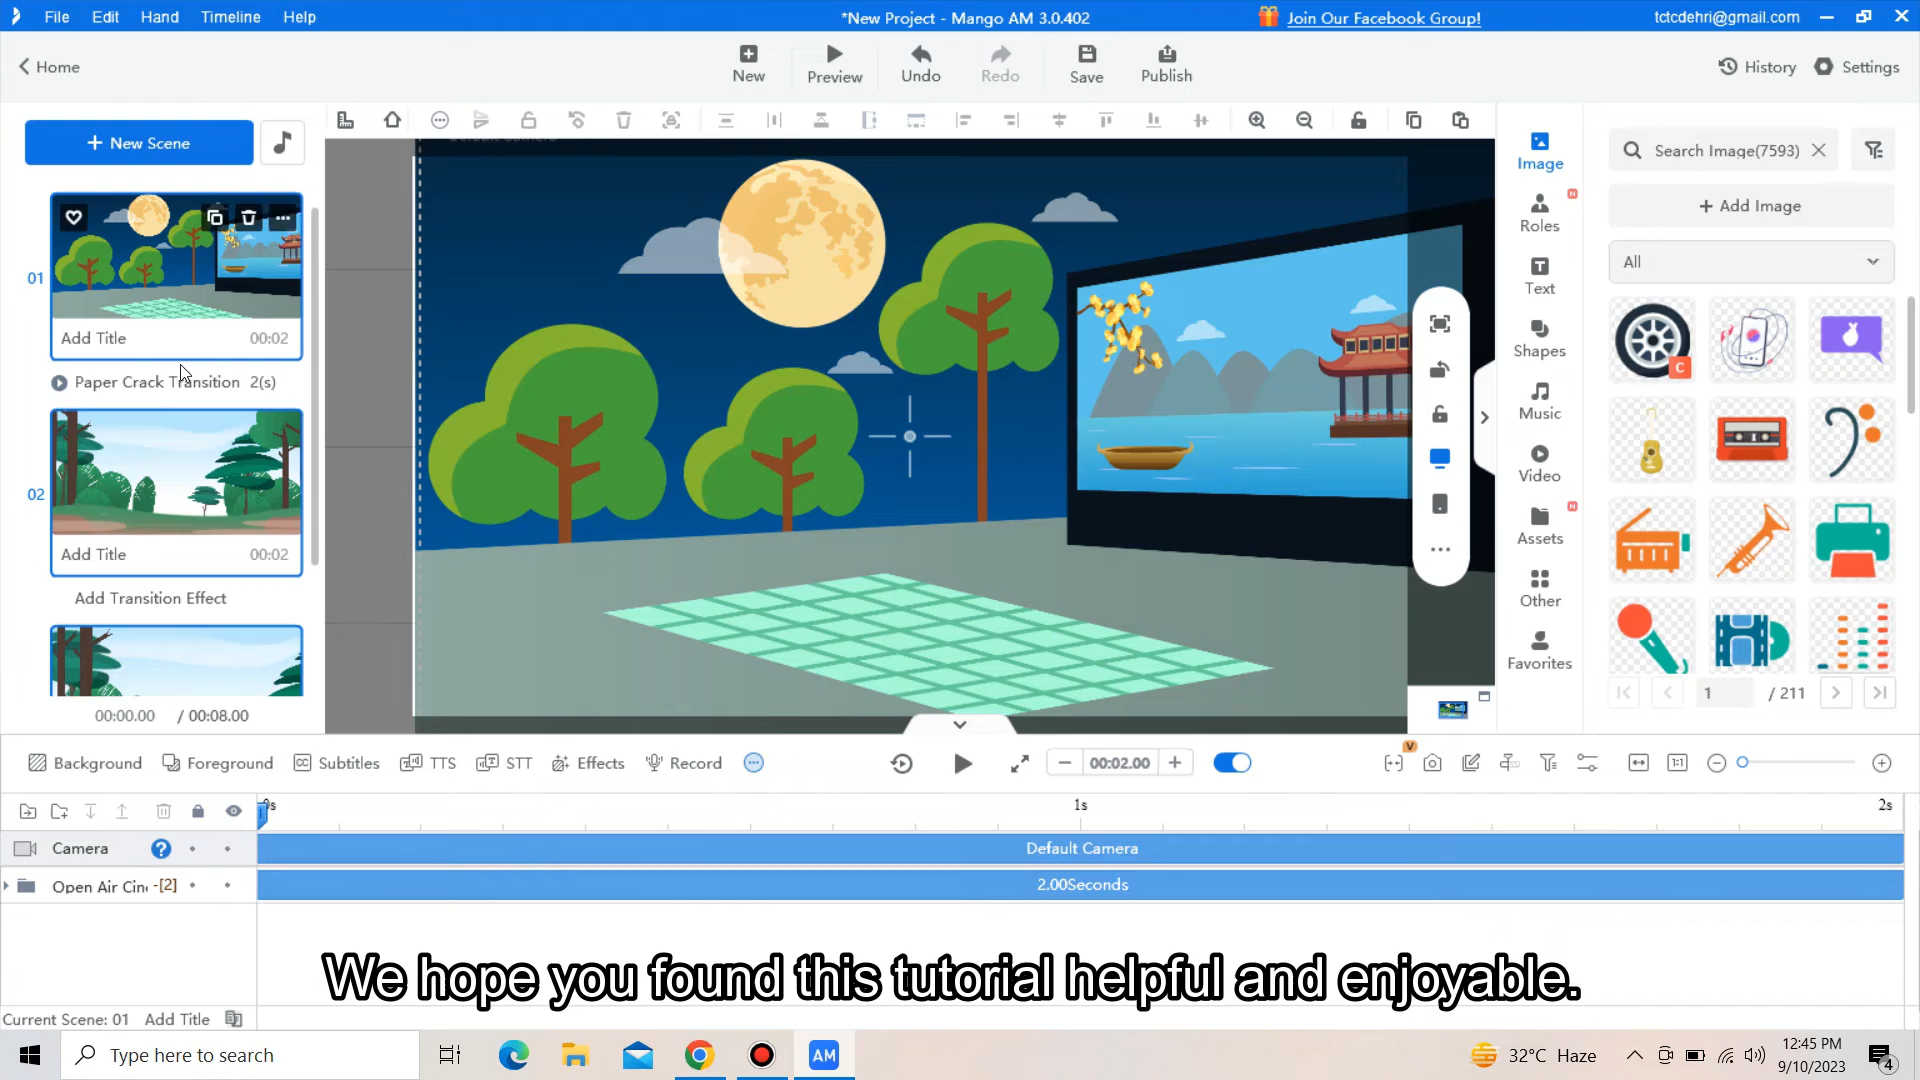 File Edit Hand Timeline Help
*New Project - Mango AM 3.0.402
Join Our Facebook Group!
tctcdehri@gmail.com
Home
New Preview Undo Redo Save Publish
History Settings
+ New Scene
01
Add Title 00:02
Paper Crack Transition 2(s)
02
Add Title 00:02
Add Transition Effect
00:00.00 / 00:08.00
Image
Roles
Text
Shapes
Music
Video
Assets
Other
Favorites
N
N
Search Image(7593)
+ Add Image
All
C
1 / 211
Background Foreground Subtitles TTS STT Effects Record
00:02.00
V
1:1
0s 1s 2s
Camera ?
Default Camera
Open Air Cin -[2]
2.00Seconds
We hope you found this tutorial helpful and enjoyable.
Current Scene: 01 Add Title
Type here to search
AM
32°C Haze
12:45 PM
9/10/2023
4